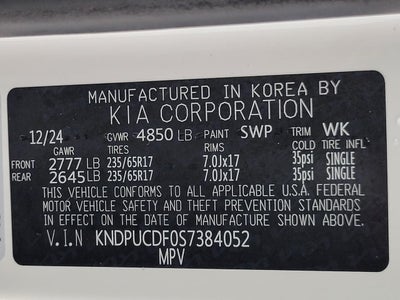 MANUFACTURED IN KOREA BY
KIA CORPORATION
12/24 GVWR 4850 LB PAINT SWP TRIM WK
GAWR TIRES RIMS COLD TIRE INFL
FRONT 2777 LB 235/65R17 7.0Jx17 35psi SINGLE
REAR 2645 LB 235/65R17 7.0Jx17 35psi SINGLE
THIS VEHICLE CONFORMS TO ALL APPLICABLE U.S.A. FEDERAL
MOTOR VEHICLE SAFETY AND THEFT PREVENTION STANDARDS
IN EFFECT ON THE DATE OF MANUFACTURE SHOWN ABOVE.
V.I.N KNDPUCDF0S7384052
MPV